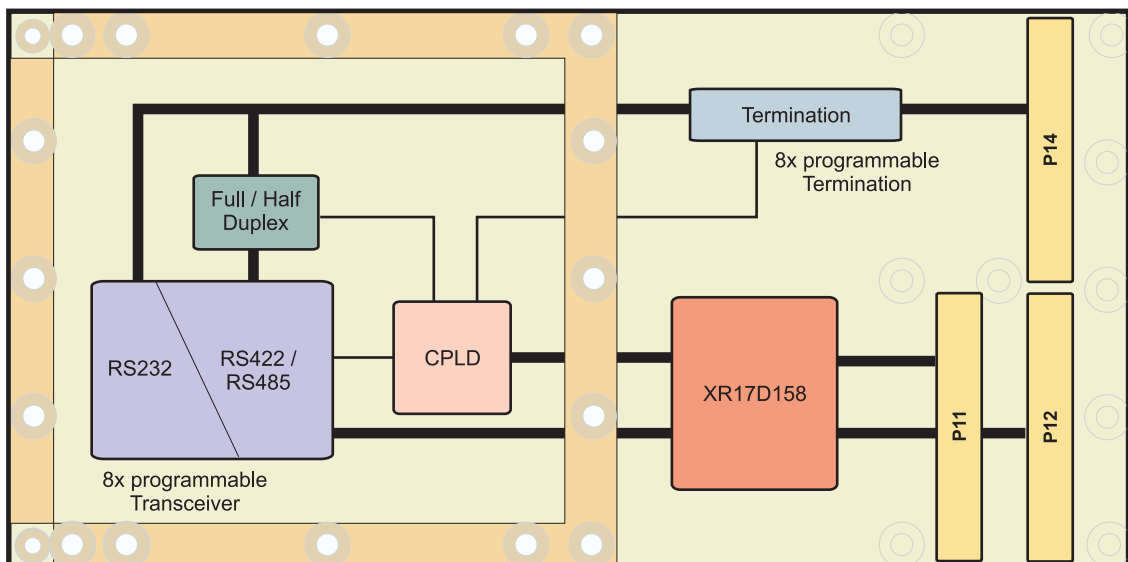 Termination
8x programmable
Termination
P14
Full / Half
Duplex
RS232
RS422 /
RS485
CPLD
XR17D158
P11
P12
8x programmable
Transceiver